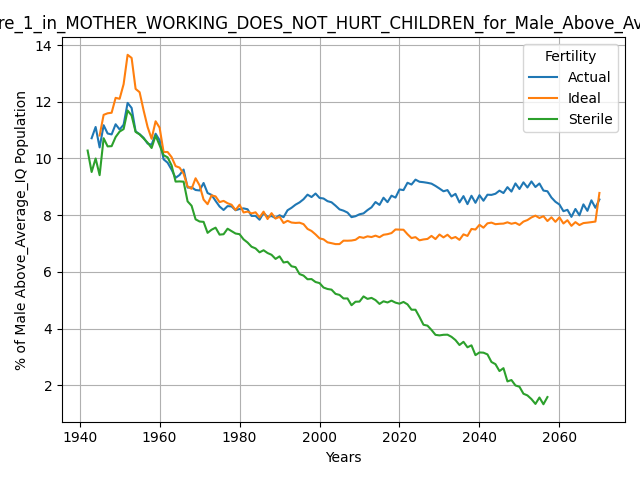 re_1_in_MOTHER_WORKING_DOES_NOT_HURT_CHILDREN_for_Male_Above_Av
14
12
10
8
6
4
2
% of Male Above_Average_IQ Population
Fertility
Actual
Ideal
Sterile
1940
1960
1980
2000
2020
2040
2060
Years